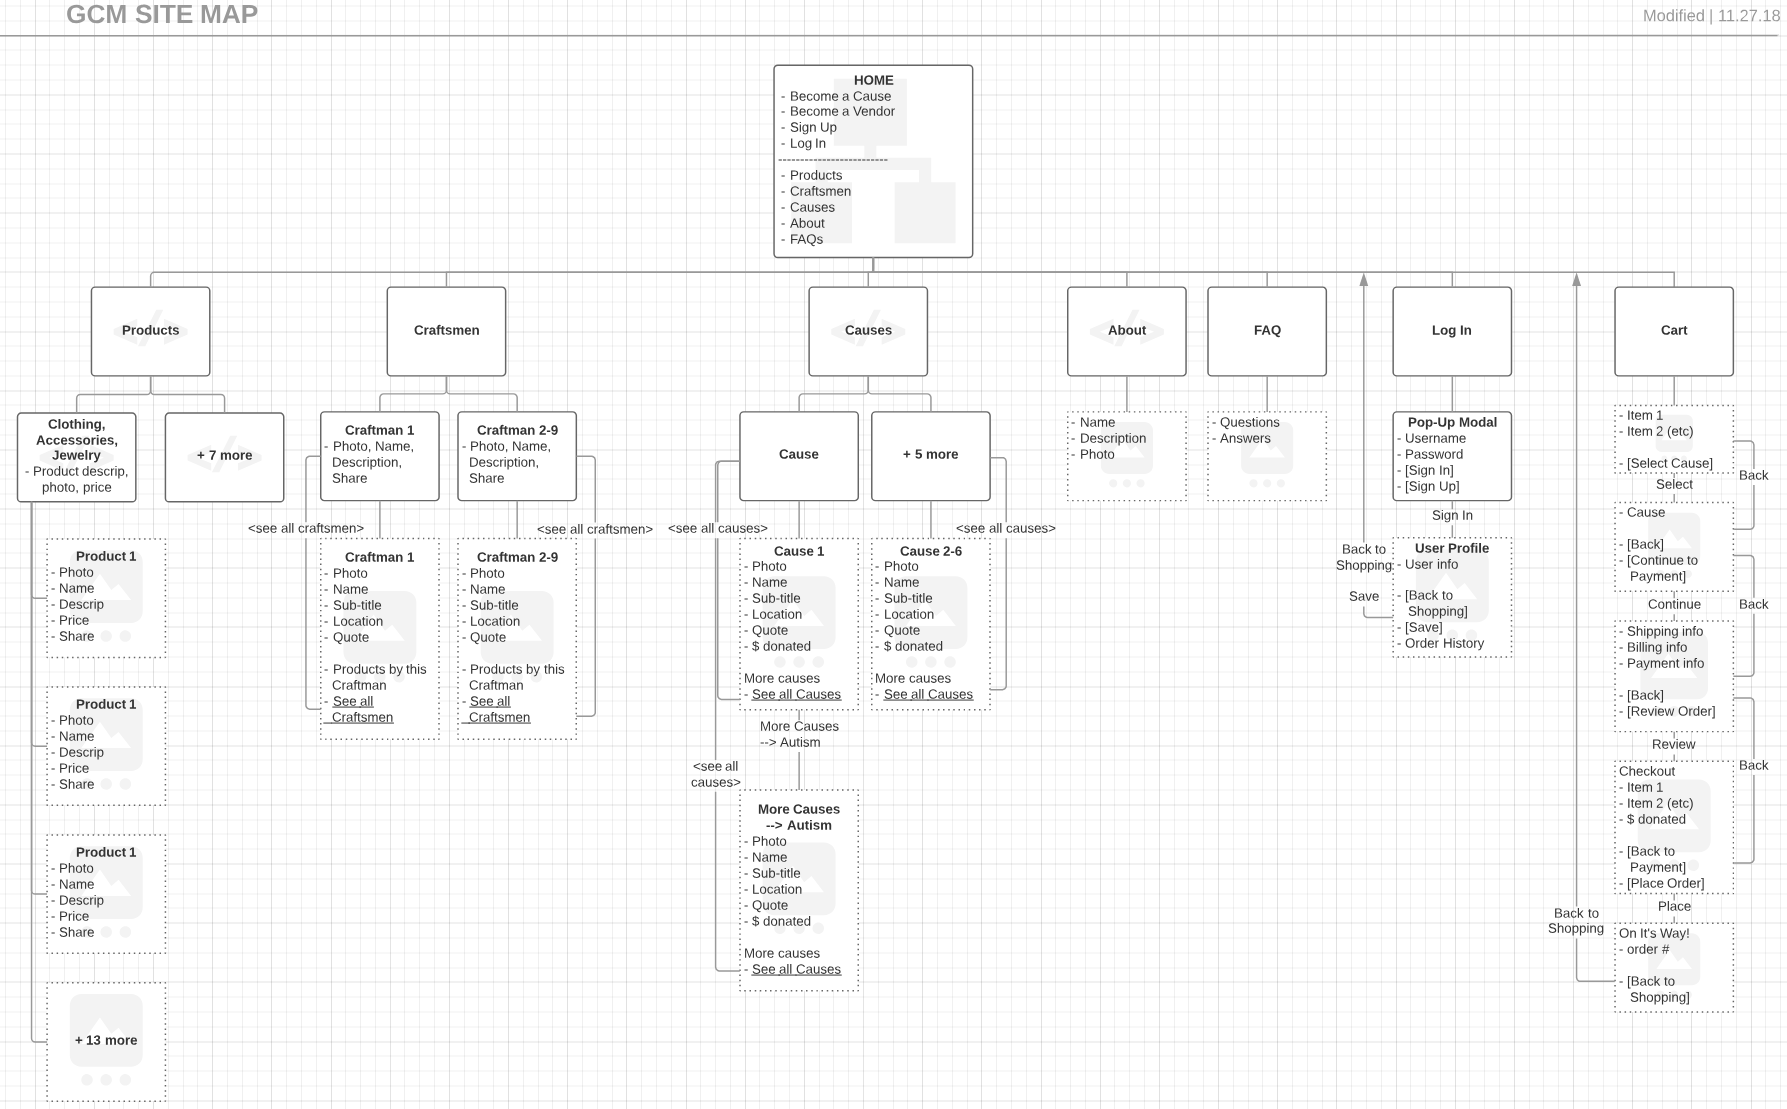 GCM SITE MAP
Modified | 11.27.18
HOME
- Become a Cause
- Become a Vendor
- Sign Up
- Log In
-------------------------
- Products
- Craftsmen
- Causes
- About
- FAQs
Products
Craftsmen
Causes
About
FAQ
Log In
Cart
Clothing,
Accessories,
Jewelry
- Product descrip,
photo, price
+ 7 more
Product 1
- Photo
- Name
- Descrip
- Price
- Share
Product 1
- Photo
- Name
- Descrip
- Price
- Share
Product 1
- Photo
- Name
- Descrip
- Price
- Share
+ 13 more
Craftman 1
- Photo, Name,
Description,
Share
Craftman 2-9
- Photo, Name,
Description,
Share
<see all craftsmen>
<see all craftsmen>
Craftman 1
- Photo
- Name
- Sub-title
- Location
- Quote
- Products by this
Craftman
- See all
Craftsmen
Craftman 2-9
- Photo
- Name
- Sub-title
- Location
- Quote
- Products by this
Craftman
- See all
Craftsmen
Cause
+ 5 more
<see all causes>
<see all causes>
Cause 1
- Photo
- Name
- Sub-title
- Location
- Quote
- $ donated
More causes
- See all Causes
Cause 2-6
- Photo
- Name
- Sub-title
- Location
- Quote
- $ donated
More causes
- See all Causes
More Causes
--> Autism
<see all
causes>
More Causes
--> Autism
- Photo
- Name
- Sub-title
- Location
- Quote
- $ donated
More causes
- See all Causes
- Name
- Description
- Photo
- Questions
- Answers
Pop-Up Modal
- Username
- Password
- [Sign In]
- [Sign Up]
Sign In
User Profile
- User info
- [Back to
Shopping]
- [Save]
- Order History
Back to
Shopping
Save
- Item 1
- Item 2 (etc)
- [Select Cause]
Select
Back
- Cause
- [Back]
- [Continue to
Payment]
Continue
Back
- Shipping info
- Billing info
- Payment info
- [Back]
- [Review Order]
Review
Back
Checkout
- Item 1
- Item 2 (etc)
- $ donated
- [Back to
Payment]
- [Place Order]
Place
Back to
Shopping
On It's Way!
- order #
- [Back to
Shopping]